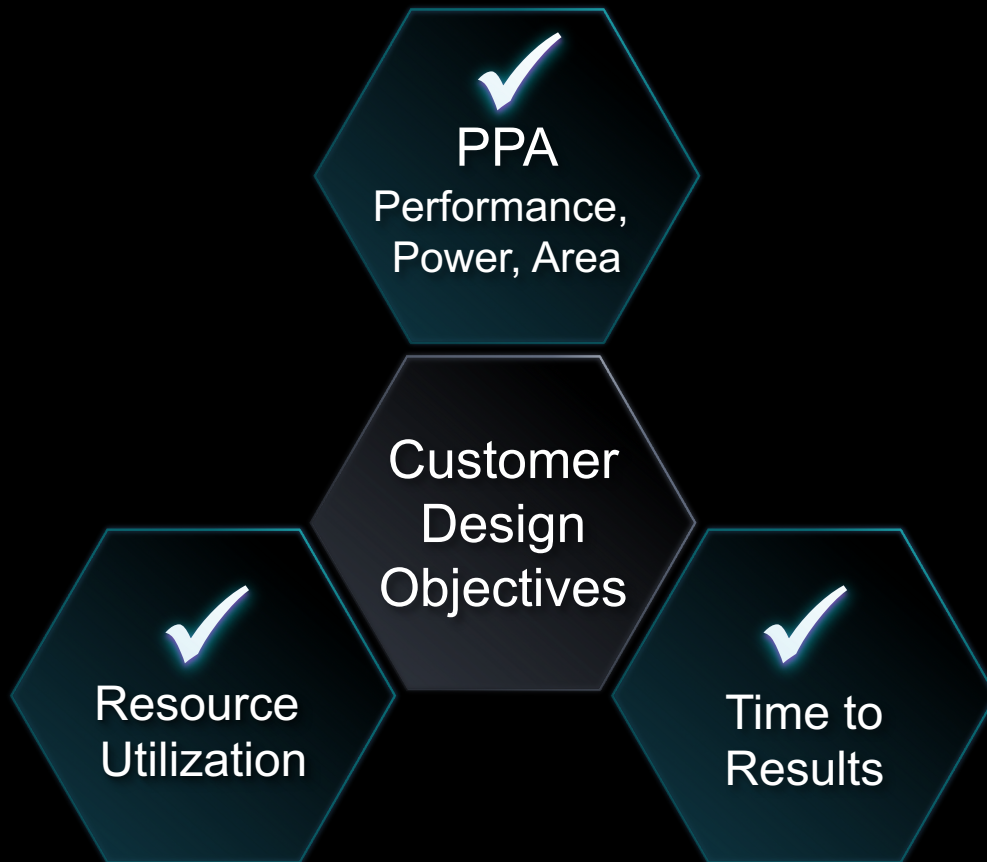 PPA
Performance,
Power, Area
Customer
Design
Objectives
Resource
Utilization
Time to
Results